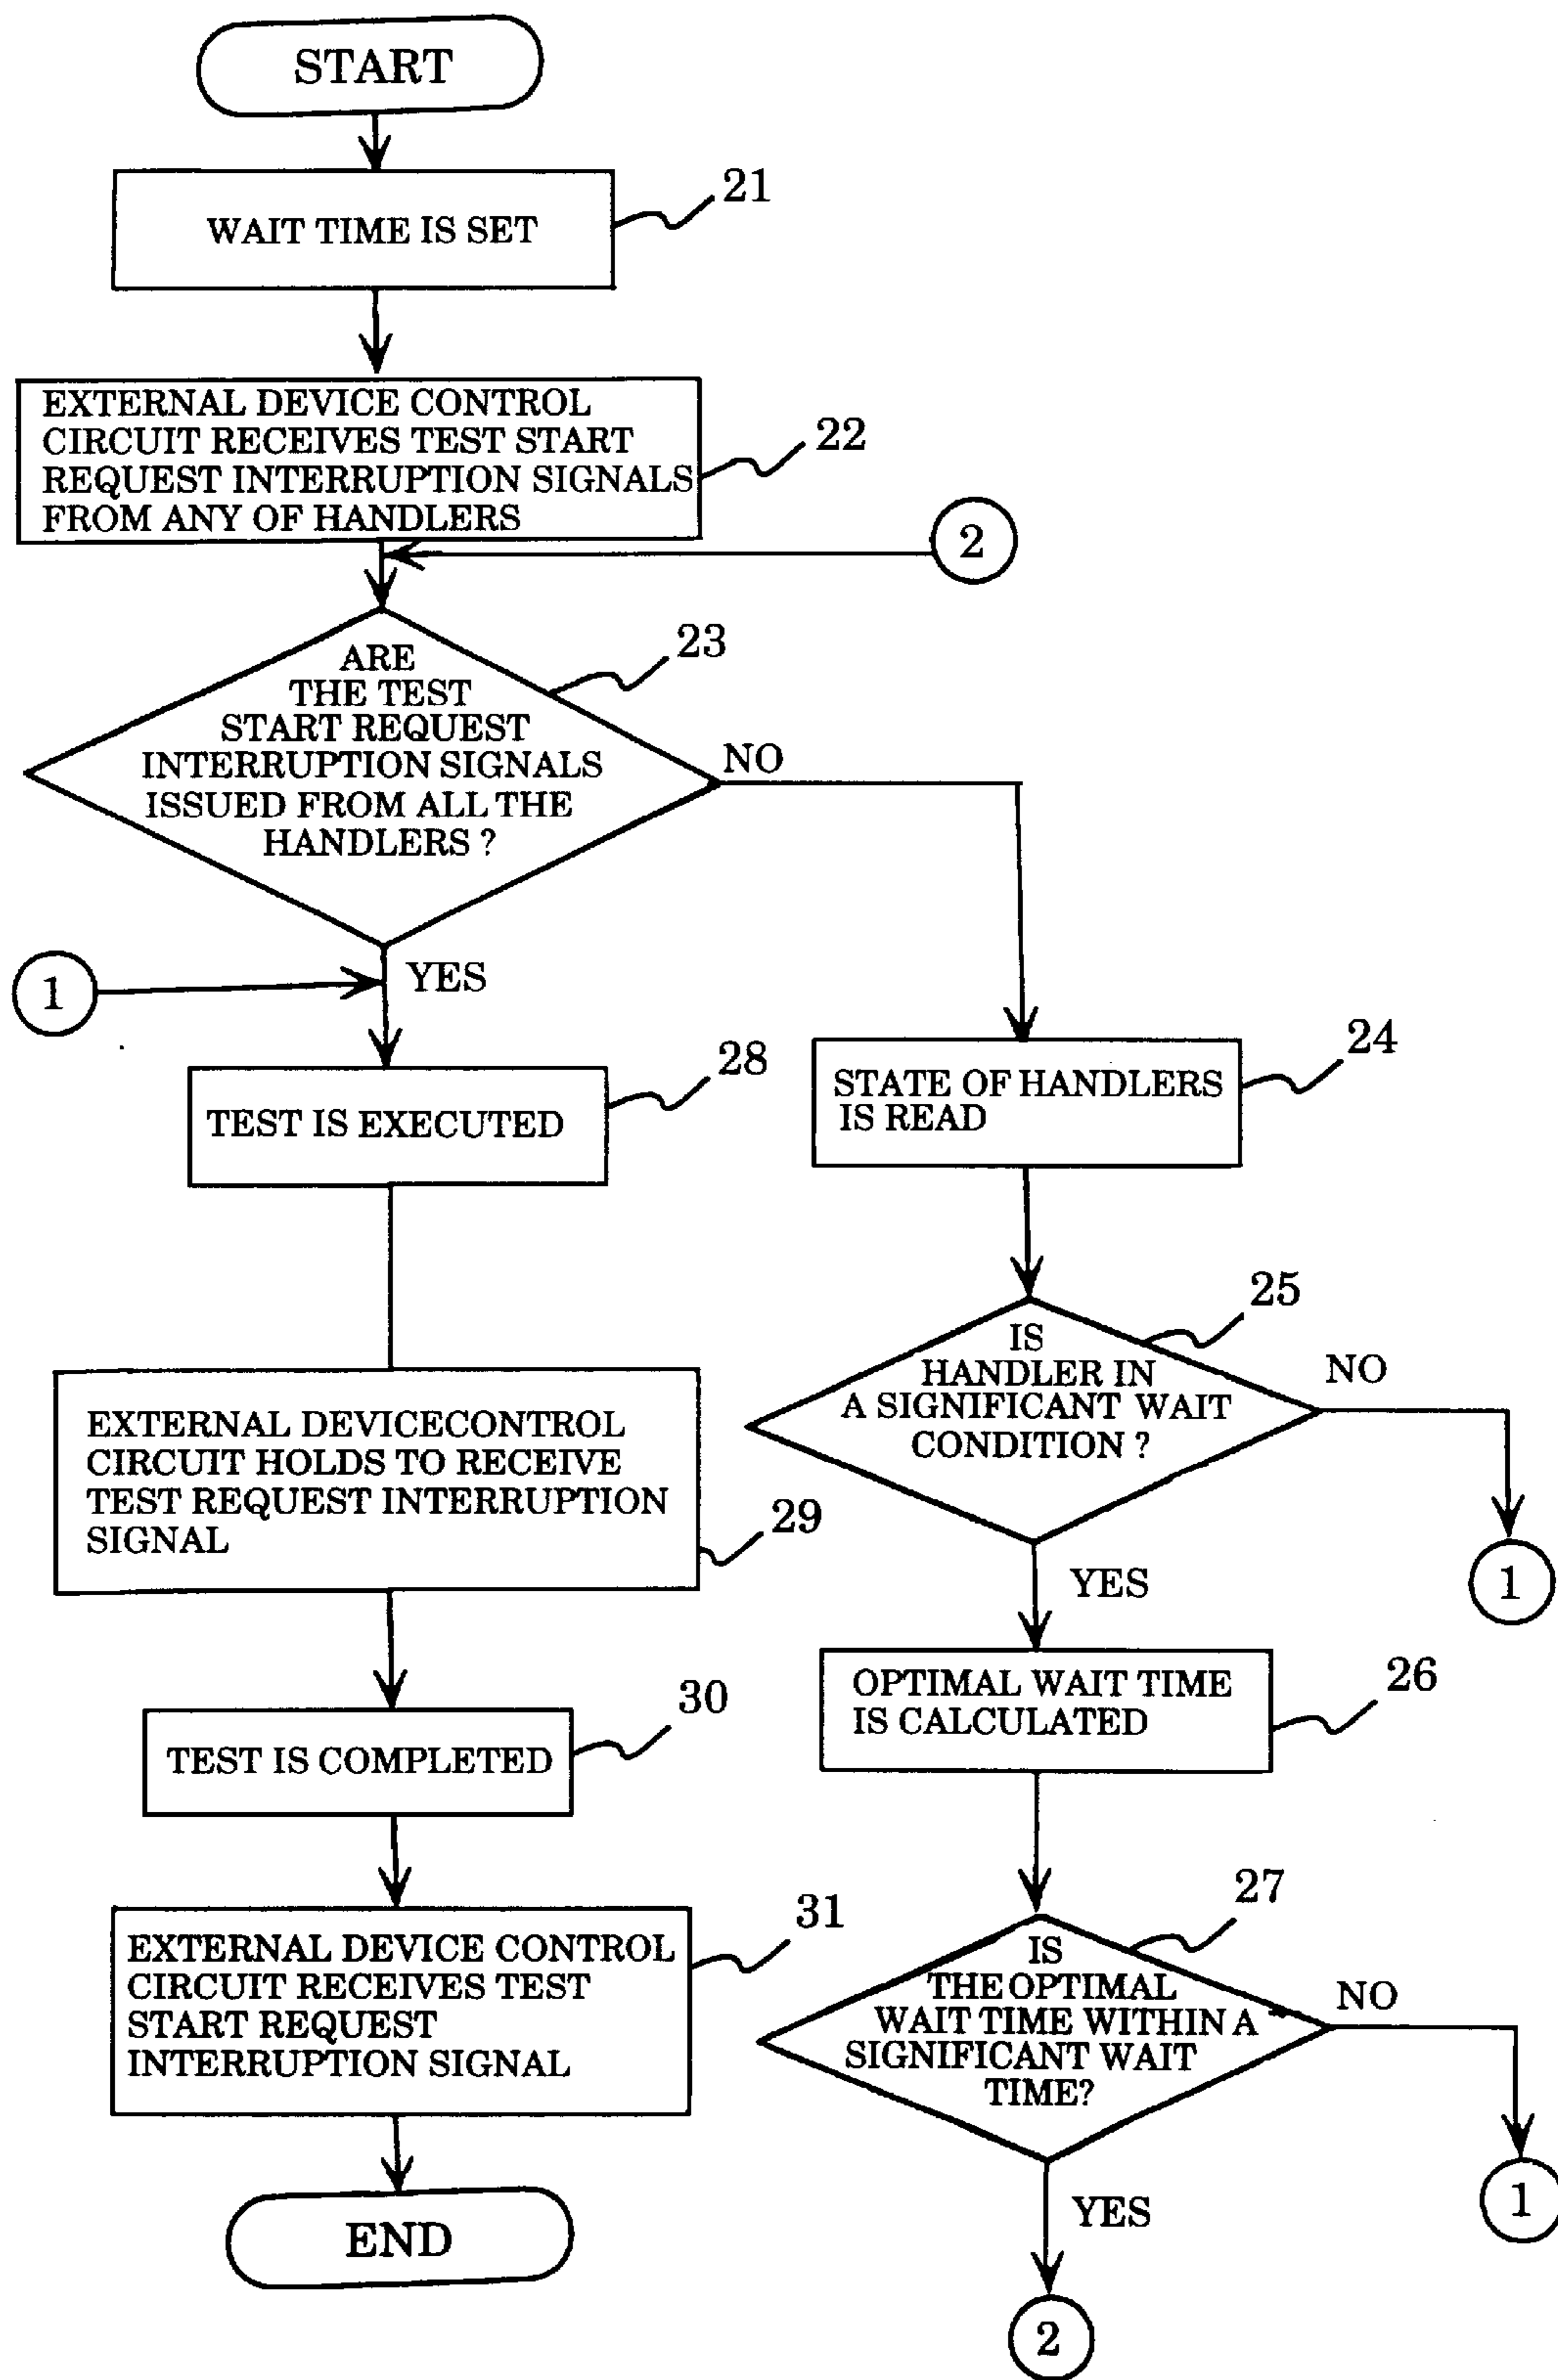 START
21
WAIT TIME IS SET
EXTERNAL DEVICE CONTROL
CIRCUIT RECEIVES TEST START
REQUEST INTERRUPTION SIGNALS
FROM ANY OF HANDLERS
22
2
23
ARE
THE TEST
START REQUEST
INTERRUPTION SIGNALS
ISSUED FROM ALL THE
HANDLERS ?
NO
1
YES
28
TEST IS EXECUTED
24
STATE OF HANDLERS
IS READ
25
IS
HANDLER IN
A SIGNIFICANT WAIT
CONDITION ?
NO
1
YES
EXTERNAL DEVICECONTROL
CIRCUIT HOLDS TO RECEIVE
TEST REQUEST INTERRUPTION
SIGNAL
29
26
OPTIMAL WAIT TIME
IS CALCULATED
30
TEST IS COMPLETED
27
IS
THE OPTIMAL
WAIT TIME WITHIN A
SIGNIFICANT WAIT
TIME?
NO
1
YES
2
31
EXTERNAL DEVICE CONTROL
CIRCUIT RECEIVES TEST
START REQUEST
INTERRUPTION SIGNAL
END